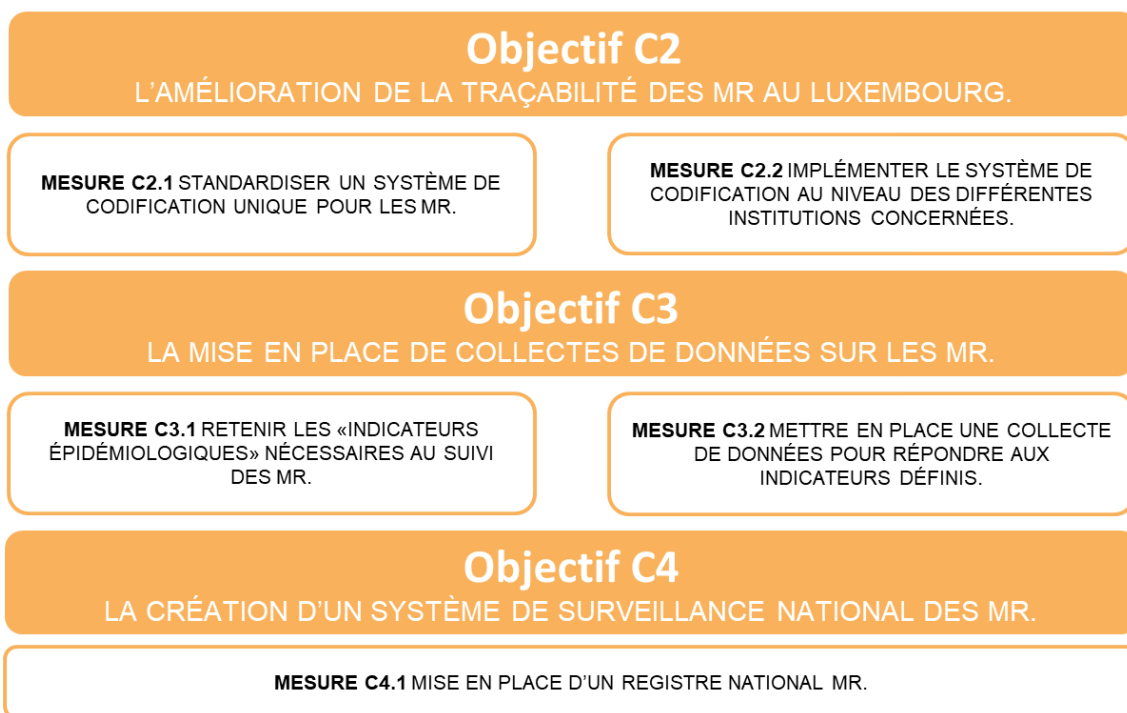 Objectif C2
L'AMÉLIORATION DE LA TRAÇABILITÉ DES MR AU LUXEMBOURG.
MESURE C2.1 STANDARDISER UN SYSTÈME DE
CODIFICATION UNIQUE POUR LES MR.
MESURE C2.2 IMPLÉMENTER LE SYSTÈME DE
CODIFICATION AU NIVEAU DES DIFFÉRENTES
INSTITUTIONS CONCERNÉES.
Objectif C3
LA MISE EN PLACE DE COLLECTES DE DONNÉES SUR LES MR.
MESURE C3.1 RETENIR LES «INDICATEURS
ÉPIDÉMIOLOGIQUES» NÉCESSAIRES AU SUIVI
DES MR.
MESURE C3.2 METTRE EN PLACE UNE COLLECTE
DE DONNÉES POUR RÉPONDRE AUX
INDICATEURS DÉFINIS.
Objectif C4
LA CRÉATION D'UN SYSTÈME DE SURVEILLANCE NATIONAL DES MR.
MESURE C4.1 MISE EN PLACE D'UN REGISTRE NATIONAL MR.